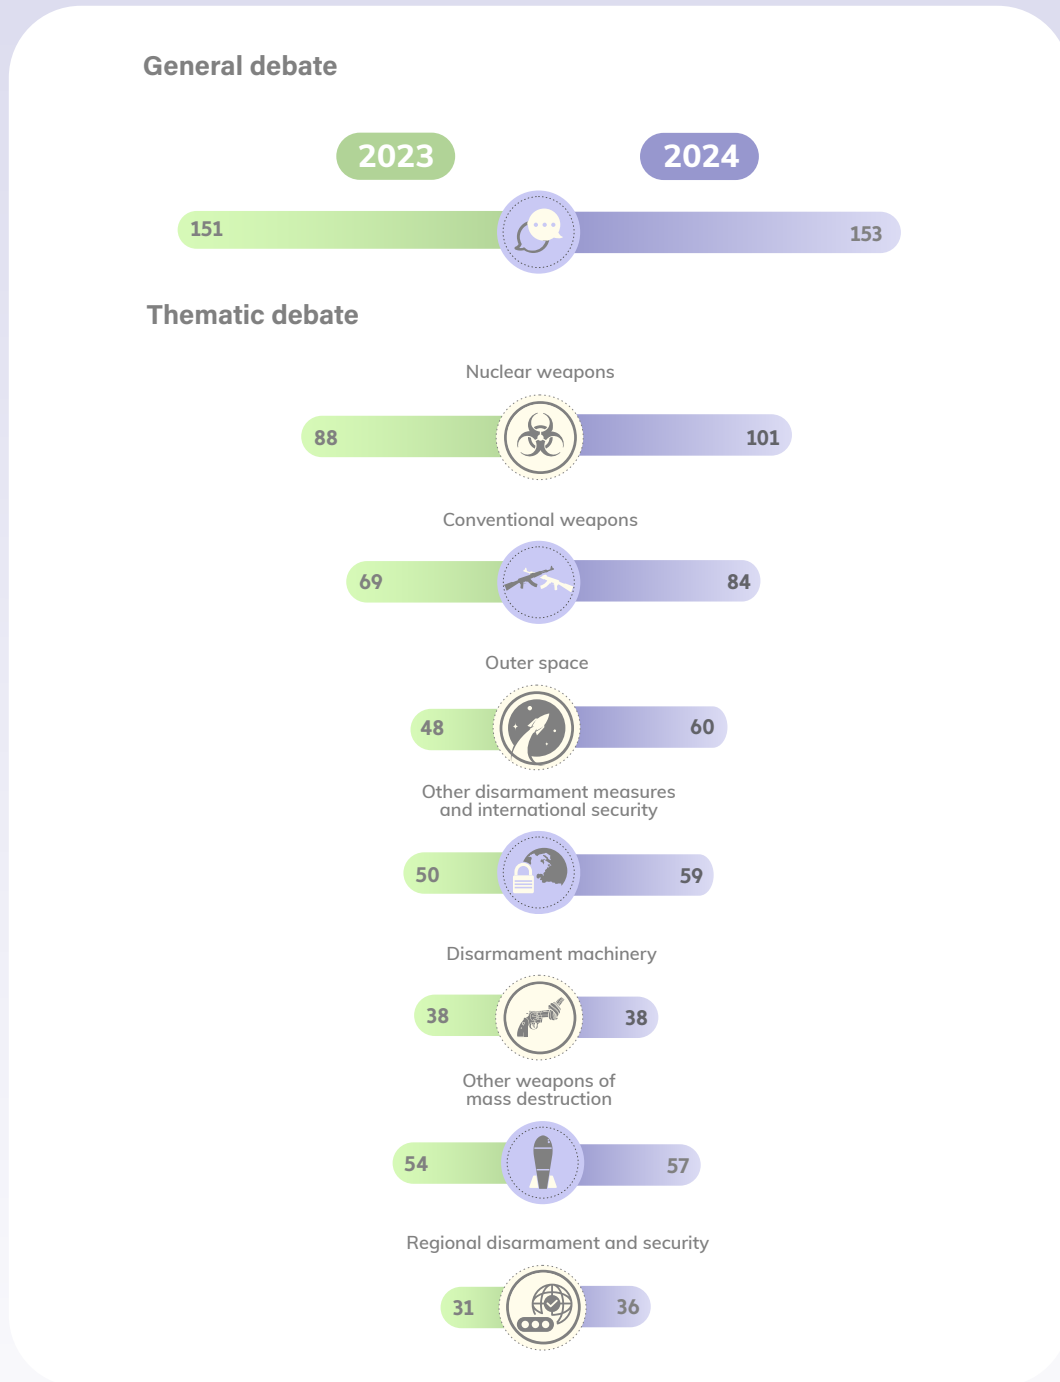 General debate
2023
2024
151
153
Thematic debate
Nuclear weapons
88
101
Conventional weapons
69
84
Outer space
48
60
Other disarmament measures
and international security
50
59
Disarmament machinery
38
38
Other weapons of
mass destruction
54
57
Regional disarmament and security
31
36